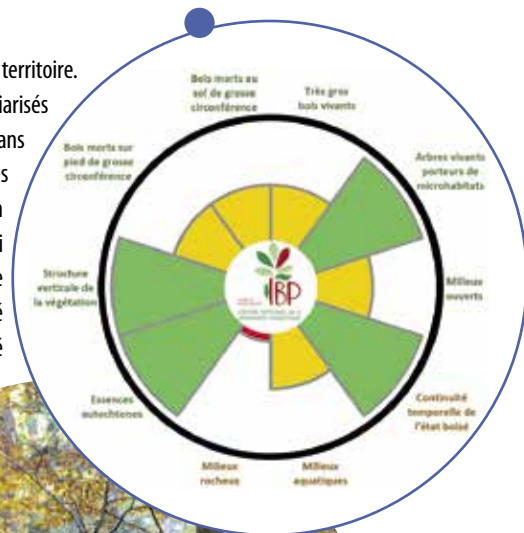 territoire.
iarisés
ans
es
n
i
e
é
é
Bois morts au
sol de grosse
circonférence
Très gros
bois vivants
Arbres vivants
porteurs de
microhabitats
Milieux
ouverts
Continuité
temporelle de
l'état boisé
Milieux
aquatiques
Milieux
rocheux
Essences
autochtones
Structure
verticale de
la végétation
Bois morts sur
pied de grosse
circonférence
IBP